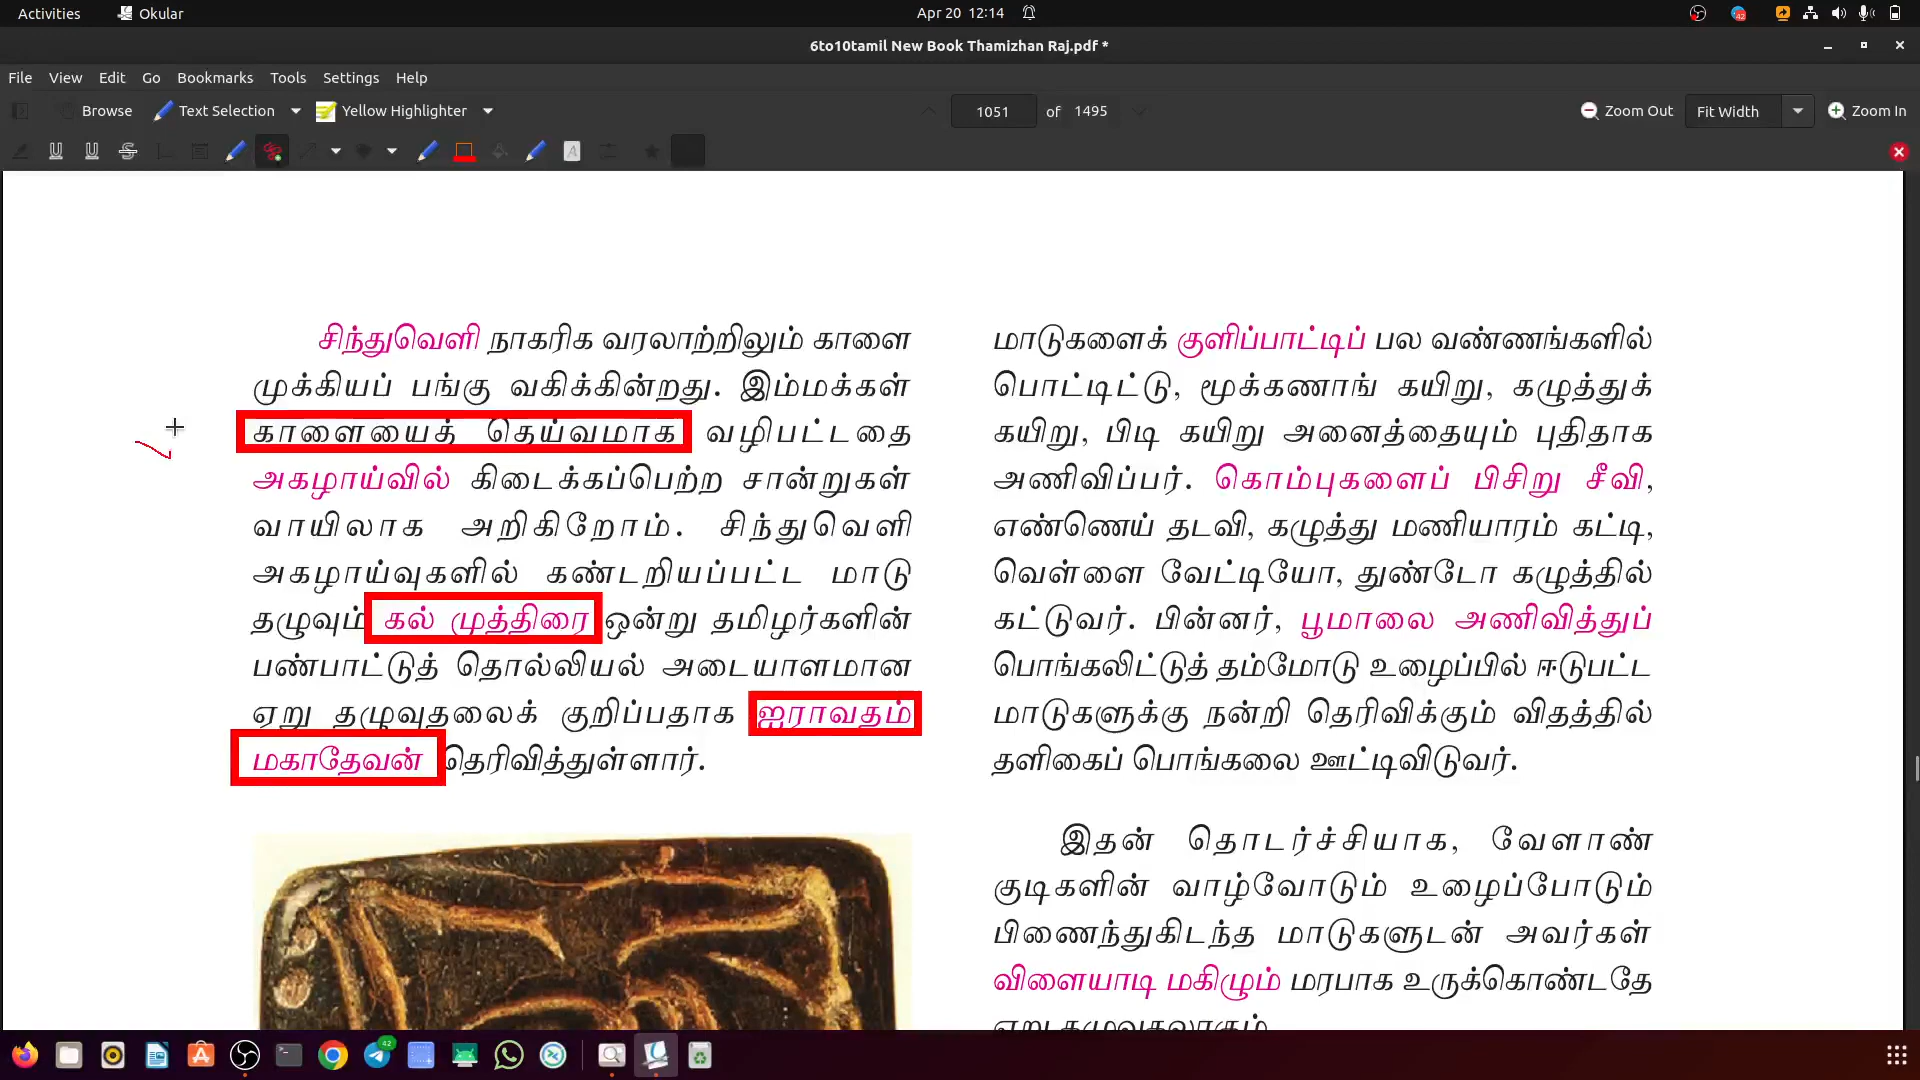 Activities
Okular
Apr 20 12:14
6to10tamil New Book Thamizhan Raj.pdf *
File View Edit Go Bookmarks Tools Settings Help
Browse Text Selection Yellow Highlighter 1051 of 1495 Zoom Out Fit Width Zoom In
சிந்துவெளி நாகரிக வரலாற்றிலும் காளை
முக்கியப் பங்கு வகிக்கின்றது. இம்மக்கள்
காளையைத் தெய்வமாக வழிபட்டதை
அகழாய்வில் கிடைக்கப்பெற்ற சான்றுகள்
வாயிலாக அறிகிறோம். சிந்துவெளி
அகழாய்வுகளில் கண்டறியப்பட்ட மாடு
தழுவும் கல் முத்திரை ஒன்று தமிழர்களின்
பண்பாட்டுத் தொல்லியல் அடையாளமான
ஏறு தழுவுதலைக் குறிப்பதாக ஐராவதம்
மகாதேவன் தெரிவித்துள்ளார்.
மாடுகளைக் குளிப்பாட்டிப் பல வண்ணங்களில்
பொட்டிட்டு, மூக்கணாங் கயிறு, கழுத்துக்
கயிறு, பிடி கயிறு அனைத்தையும் புதிதாக
அணிவிப்பர். கொம்புகளைப் பிசிறு சீவி,
எண்ணெய் தடவி, கழுத்து மணியாரம் கட்டி,
வெள்ளை வேட்டியோ, துண்டோ கழுத்தில்
கட்டுவர். பின்னர், பூமாலை அணிவித்துப்
பொங்கலிட்டுத் தம்மோடு உழைப்பில் ஈடுபட்ட
மாடுகளுக்கு நன்றி தெரிவிக்கும் விதத்தில்
தளிகைப் பொங்கலை ஊட்டிவிடுவர்.
இதன் தொடர்ச்சியாக, வேளாண்
குடிகளின் வாழ்வோடும் உழைப்போடும்
பிணைந்துகிடந்த மாடுகளுடன் அவர்கள்
விளையாடி மகிழும் மரபாக உருக்கொண்டதே
ஏறு தழுவுதலாகும்.